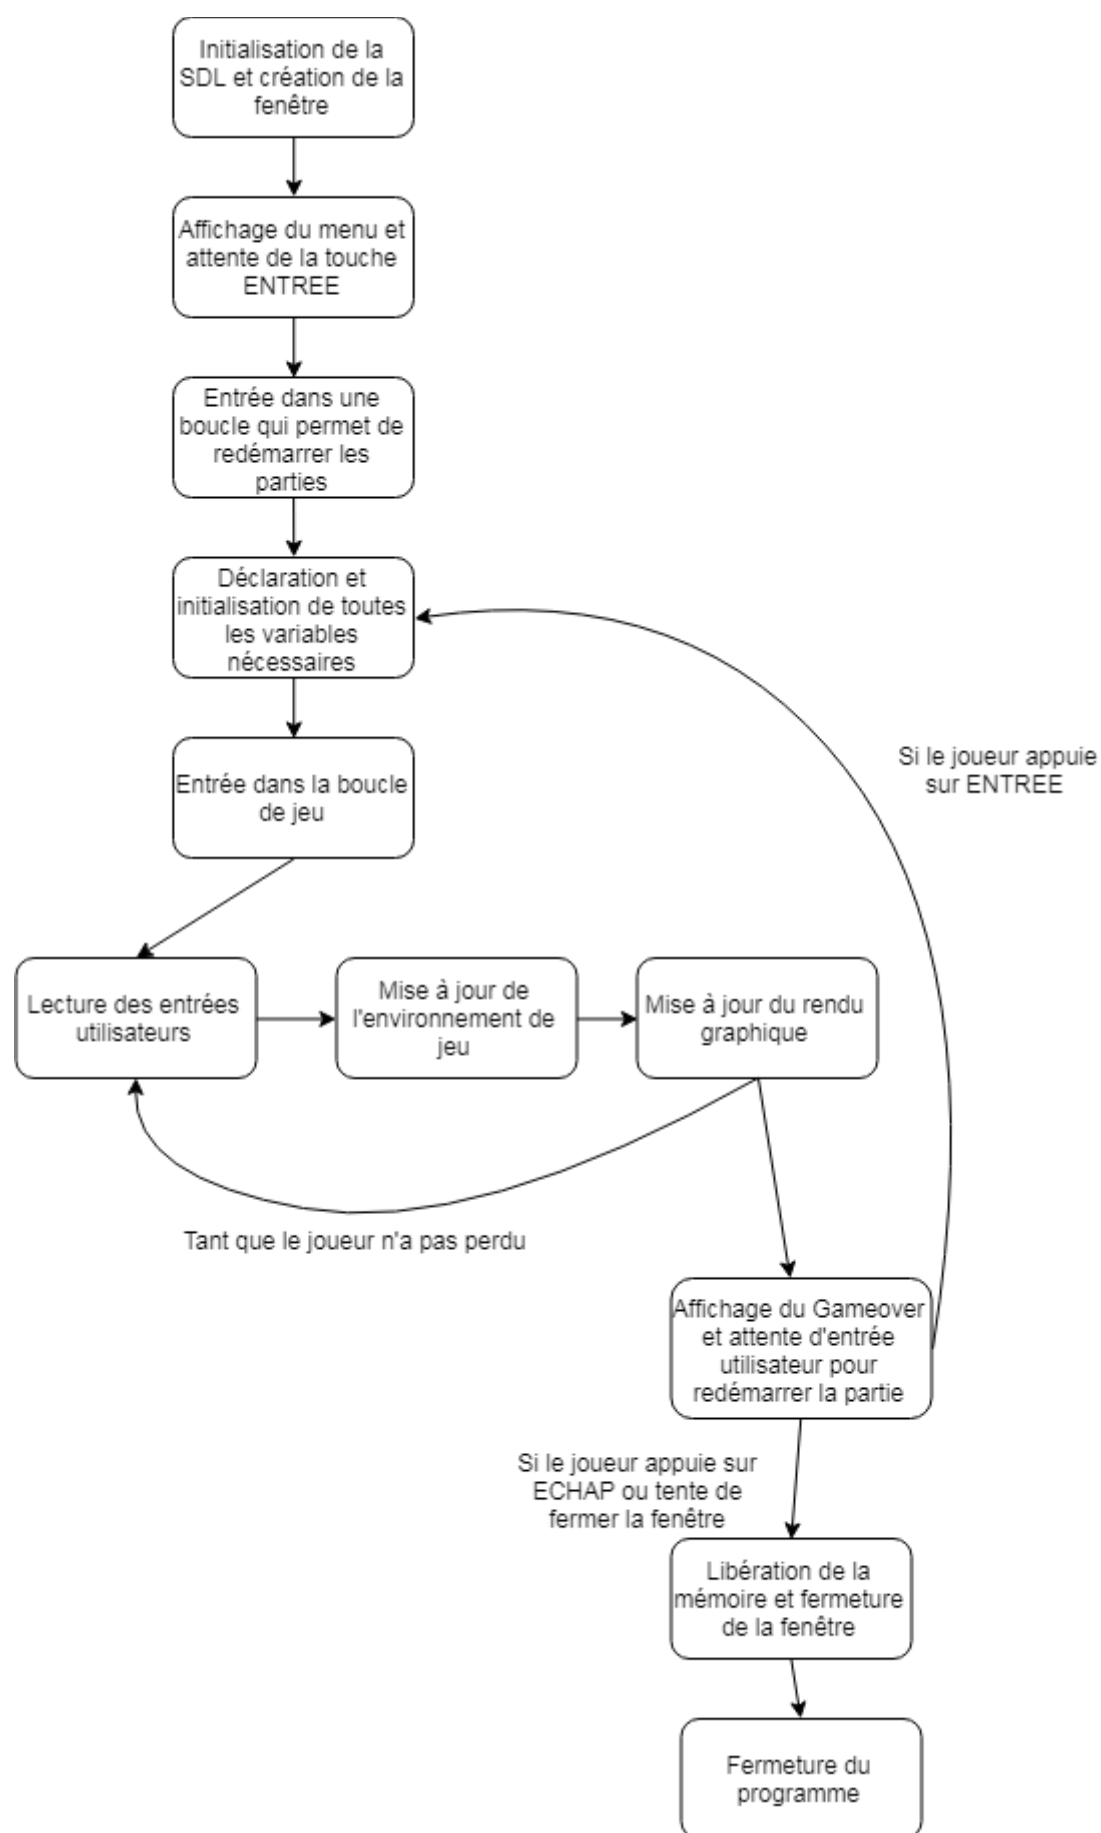 Initialisation de la
SDL et création de la
fenêtre
Affichage du menu et
attente de la touche
ENTREE
Entrée dans une
boucle qui permet de
redémarrer les
parties
Déclaration et
initialisation de toutes
les variables
nécessaires
Si le joueur appuie
sur ENTREE
Entrée dans la boucle
de jeu
Lecture des entrées
utilisateurs
Mise à jour de
l'environnement de
jeu
Mise à jour du rendu
graphique
Tant que le joueur n'a pas perdu
Affichage du Gameover
et attente d'entrée
utilisateur pour
redémarrer la partie
Si le joueur appuie sur
ECHAP ou tente de
fermer la fenêtre
Libération de la
mémoire et fermeture
de la fenêtre
Fermeture du
programme